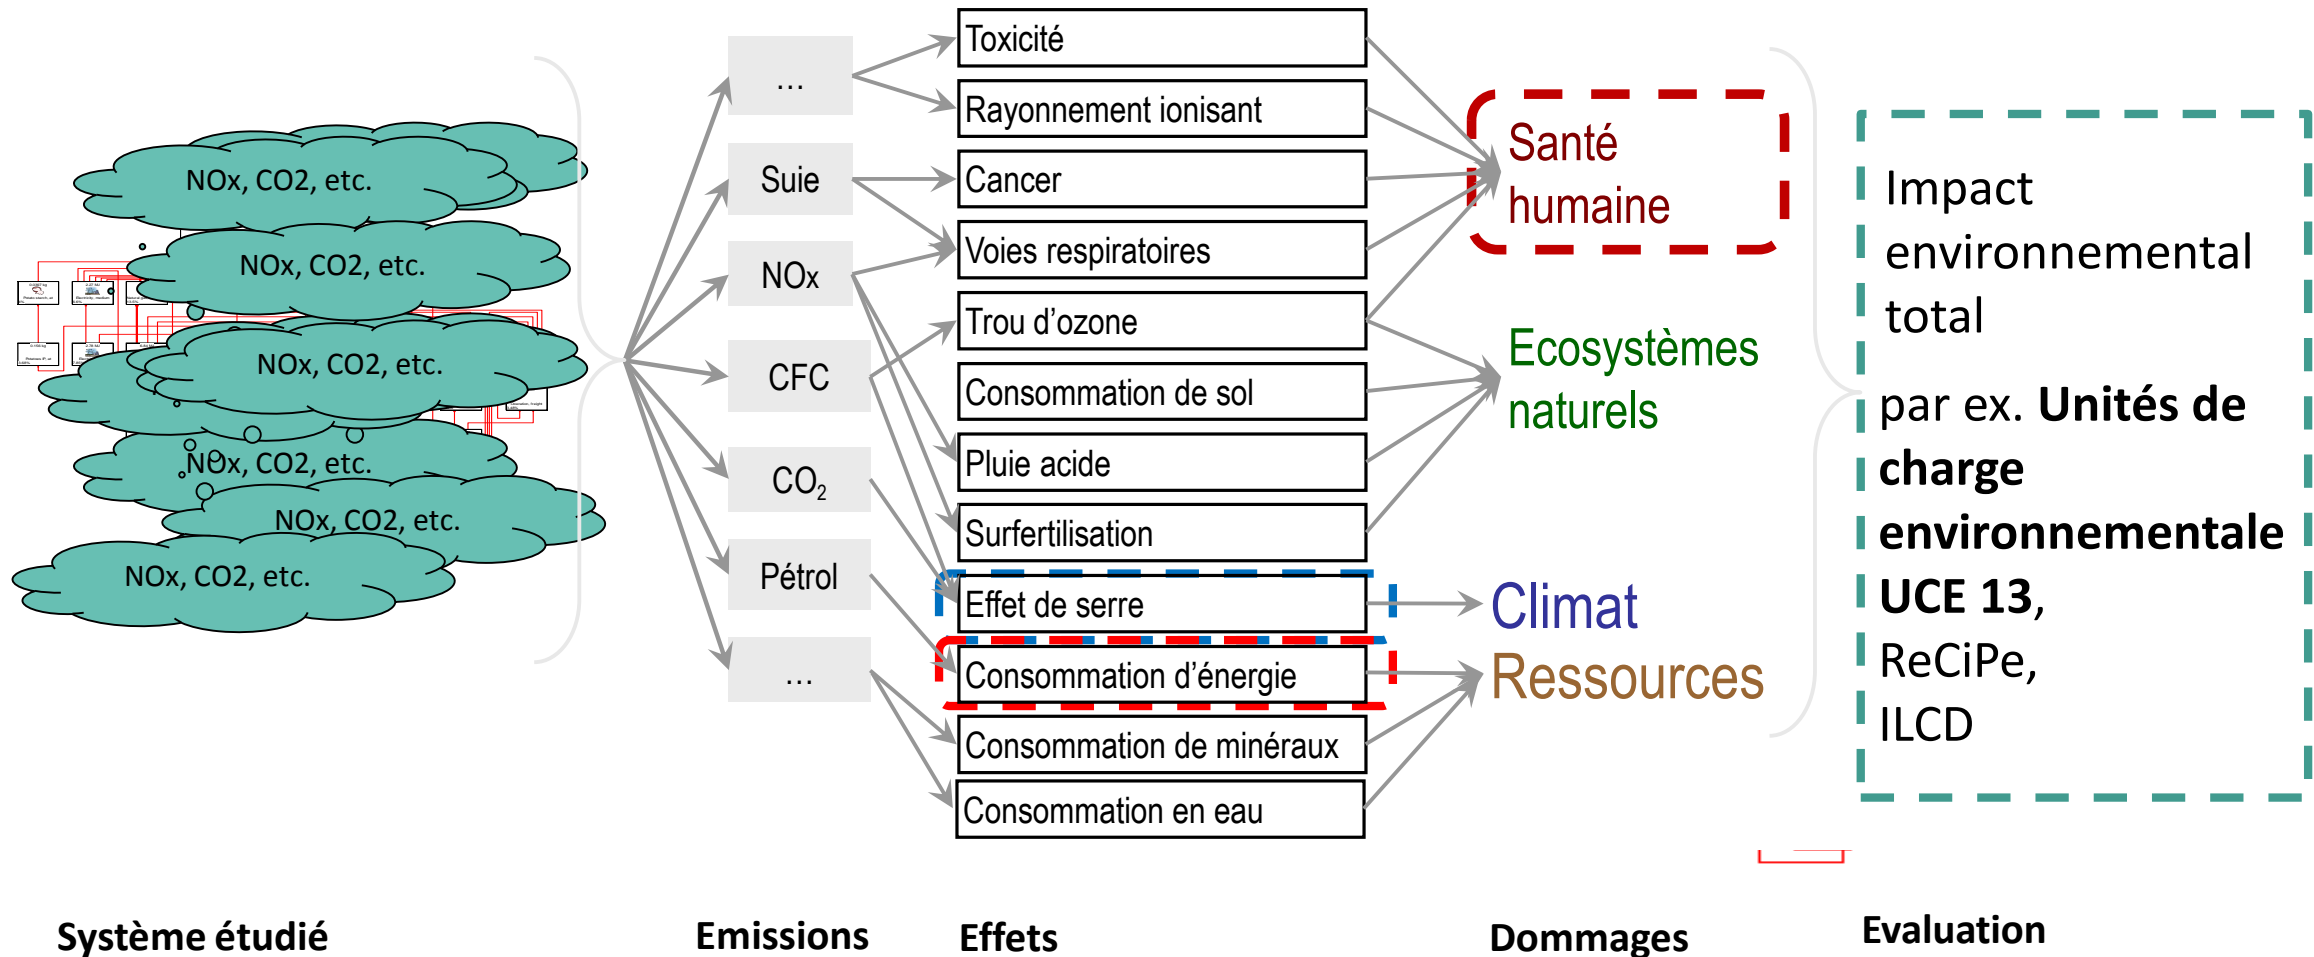 NOx, CO2, etc.
NOx, CO2, etc.
NOx, CO2, etc.
NOx, CO2, etc.
NOx, CO2, etc.
NOx, CO2, etc.
…
Suie
NOx
CFC
CO₂
Pétrol
…
Toxicité
Rayonnement ionisant
Cancer
Voies respiratoires
Trou d’ozone
Consommation de sol
Pluie acide
Surfertilisation
Effet de serre
Consommation d’énergie
Consommation de minéraux
Consommation en eau
Santé
humaine
Ecosystèmes
naturels
Climat
Ressources
Impact
environnemental
total
par ex. Unités de
charge
environnementale
UCE 13,
ReCiPe,
ILCD
Système étudié
Emissions
Effets
Dommages
Evaluation